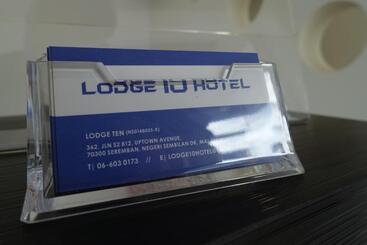 LODGE 10 HOTEL
LODGE TEN
362, JLN S2 B12, UPTOWN AVENUE,
70300 SEREMBAN, NEGERI SEMBILAN DK,
T| 06-603 0173 // E| LODGE10HOTEL